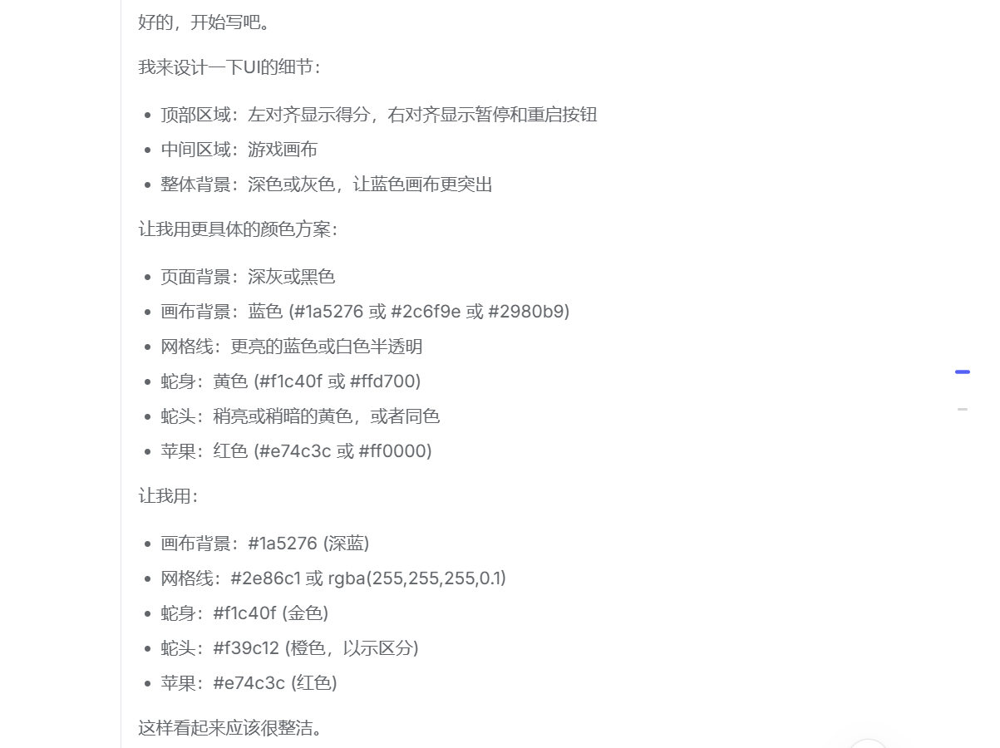 好的，开始写吧。
我来设计一下UI的细节：
• 顶部区域：左对齐显示得分，右对齐显示暂停和重启按钮
• 中间区域：游戏画布
• 整体背景：深色或灰色，让蓝色画布更突出
让我用更具体的颜色方案：
• 页面背景：深灰或黑色
• 画布背景：蓝色 (#1a5276 或 #2c6f9e 或 #2980b9)
• 网格线：更亮的蓝色或白色半透明
• 蛇身：黄色 (#f1c40f 或 #ffd700)
• 蛇头：稍亮或稍暗的黄色，或者同色
• 苹果：红色 (#e74c3c 或 #ff0000)
让我用：
• 画布背景：#1a5276 (深蓝)
• 网格线：#2e86c1 或 rgba(255,255,255,0.1)
• 蛇身：#f1c40f (金色)
• 蛇头：#f39c12 (橙色，以示区分)
• 苹果：#e74c3c (红色)
这样看起来应该很整洁。